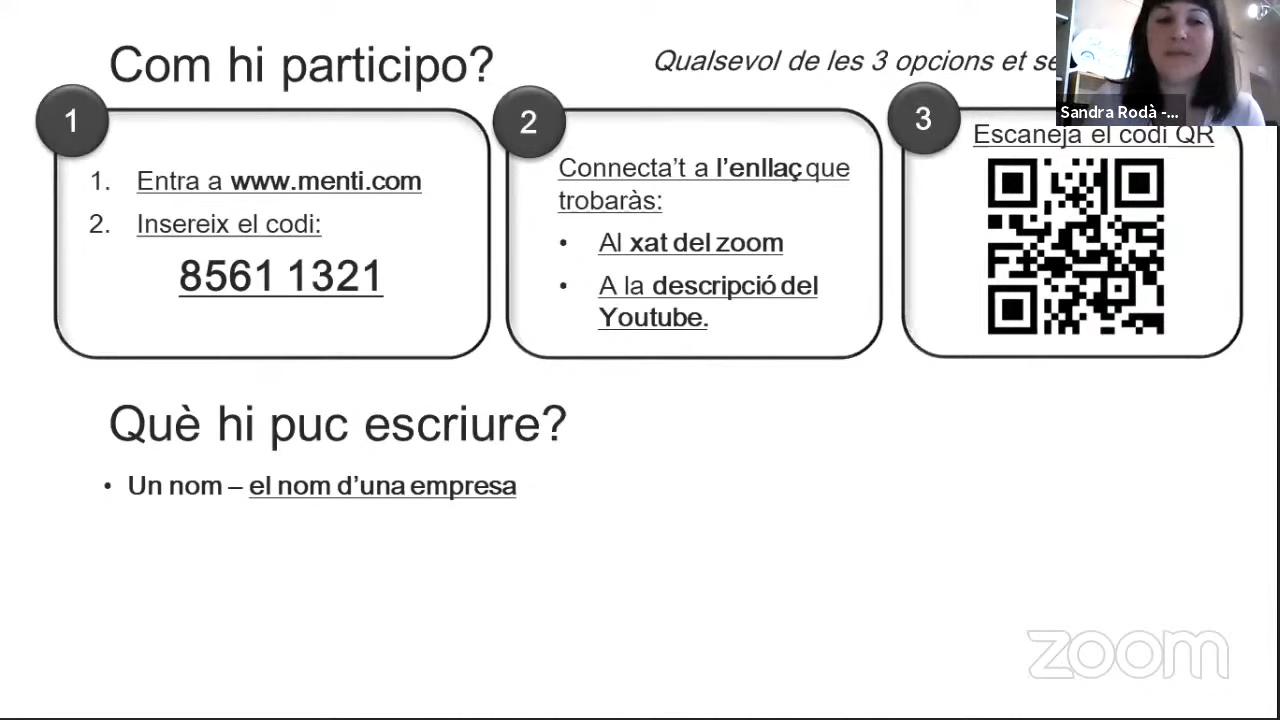 Com hi participo?
Qualsevol de les 3 opcions et
Sandra Rodà -...
1
1. Entra a www.menti.com
2. Insereix el codi:
8561 1321
2
Connecta't a l'enllaç que
trobaràs:
• Al xat del zoom
• A la descripció del
Youtube.
3
Escaneja el codi QR
Què hi puc escriure?
• Un nom – el nom d'una empresa
zoom